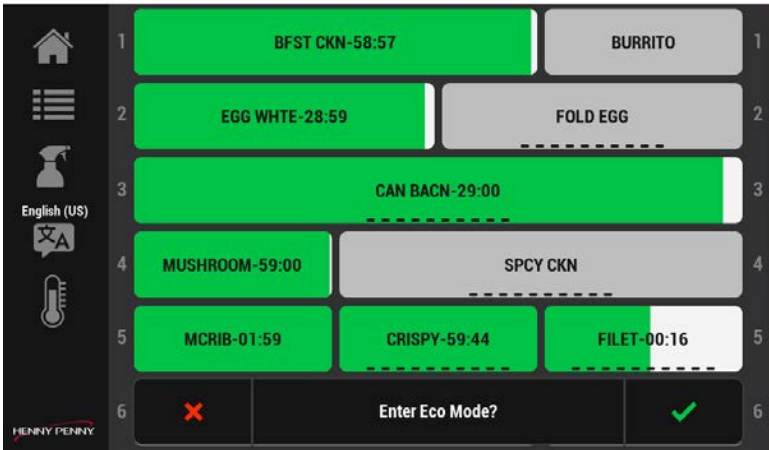 1 BFST CKN-58:57 BURRITO 1
2 EGG WHTE-28:59 FOLD EGG 2
3 CAN BACN-29:00 3
English (US)
文A
4 MUSHROOM-59:00 SPCY CKN 4
5 MCRIB-01:59 CRISPY-59:44 FILET-00:16 5
6 Enter Eco Mode? 6
HENNY PENNY